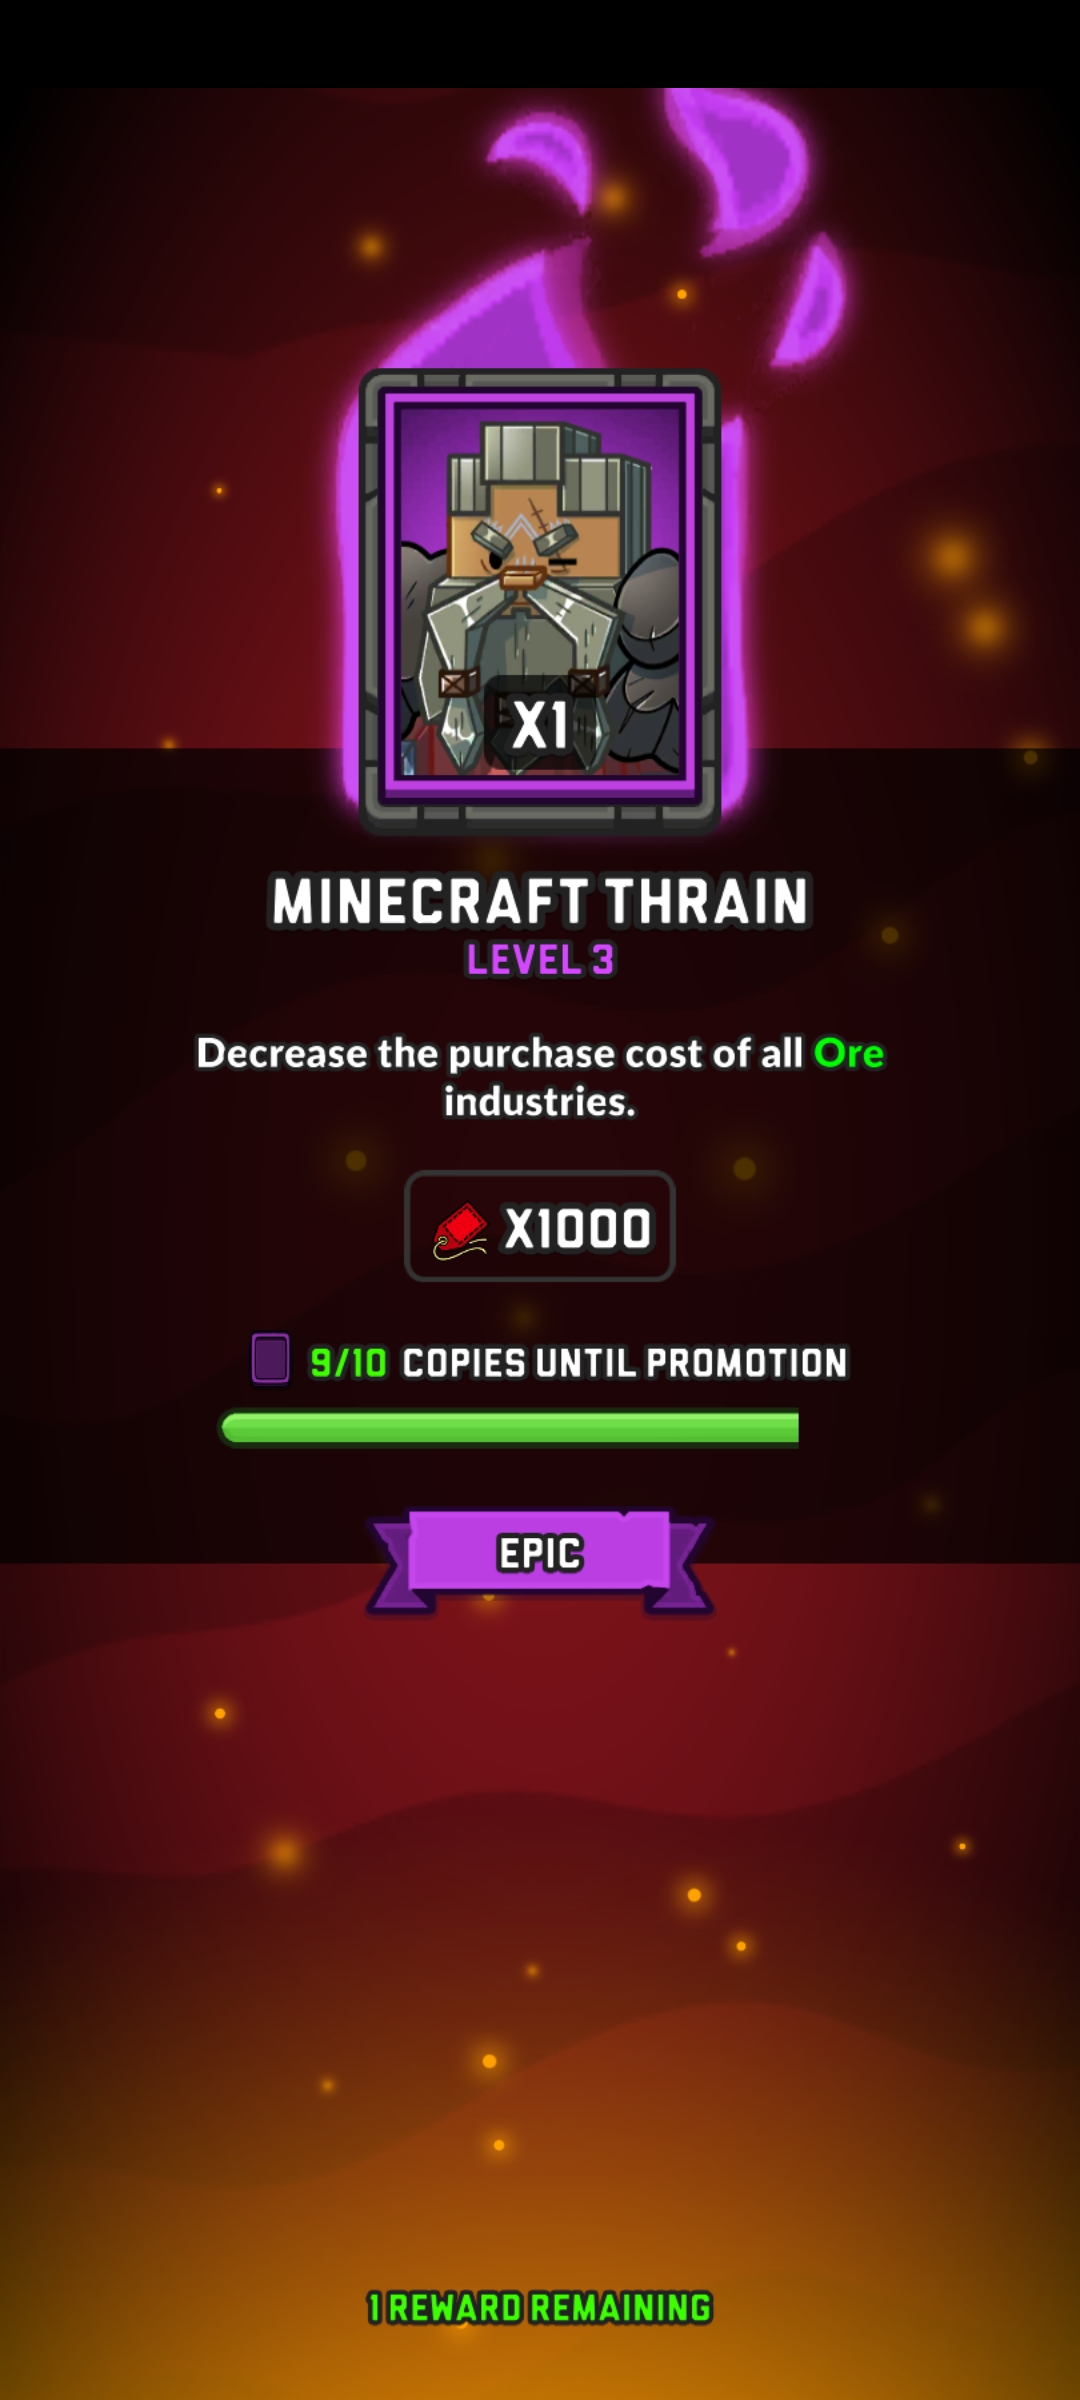 X1
MINECRAFT THRAIN
LEVEL 3
Decrease the purchase cost of all Ore
industries.
X1000
9/10 COPIES UNTIL PROMOTION
EPIC
1 REWARD REMAINING